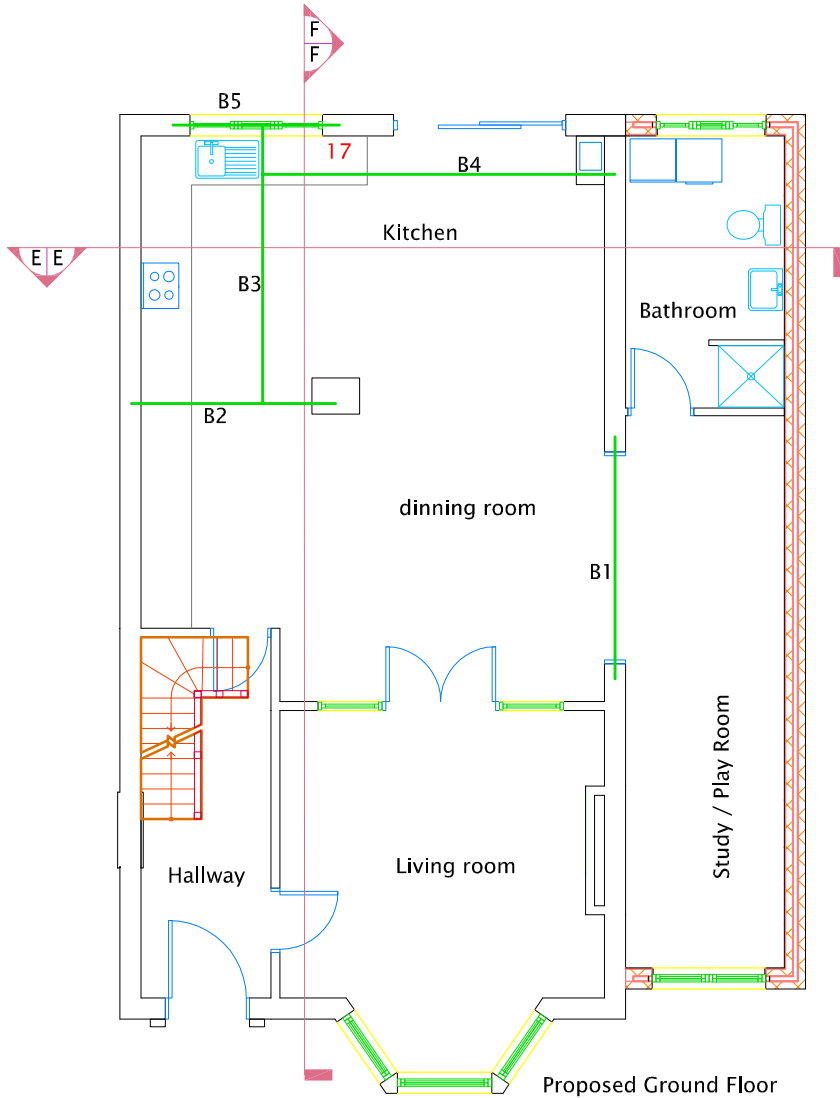 F
F
B5
17
B4
Kitchen
E E
B3
Bathroom
B2
dinning room
B1
Study / Play Room
Living room
Hallway
Proposed Ground Floor